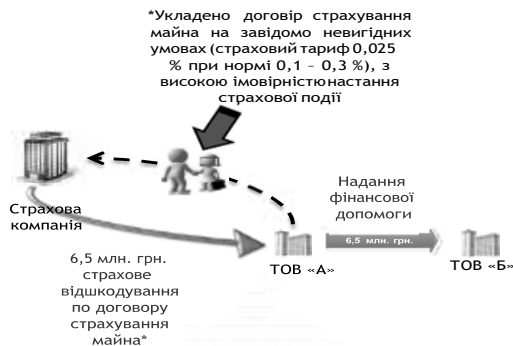 *Укладено договір страхування
майна на завідомо невигідних
умовах (страховий тариф 0,025
% при нормі 0,1 – 0,3 %), з
високою імовірністю настання
страхової події
Страхова
компанія
6,5 млн. грн.
страхове
відшкодування
по договору
страхування
майна*
ТОВ «А»
Надання
фінансової
допомоги
6,5 млн. грн.
ТОВ «Б»